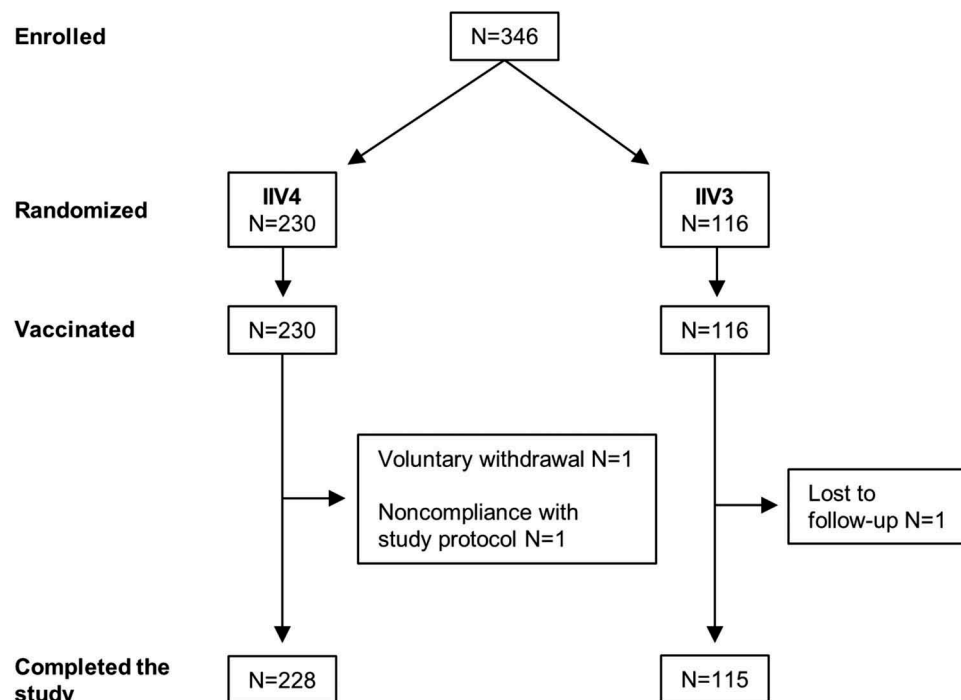 Enrolled
N=346
Randomized
IIV4
N=230
IIV3
N=116
Vaccinated
N=230
N=116
Voluntary withdrawal N=1
Noncompliance with
study protocol N=1
Lost to
follow-up N=1
Completed the
study
N=228
N=115